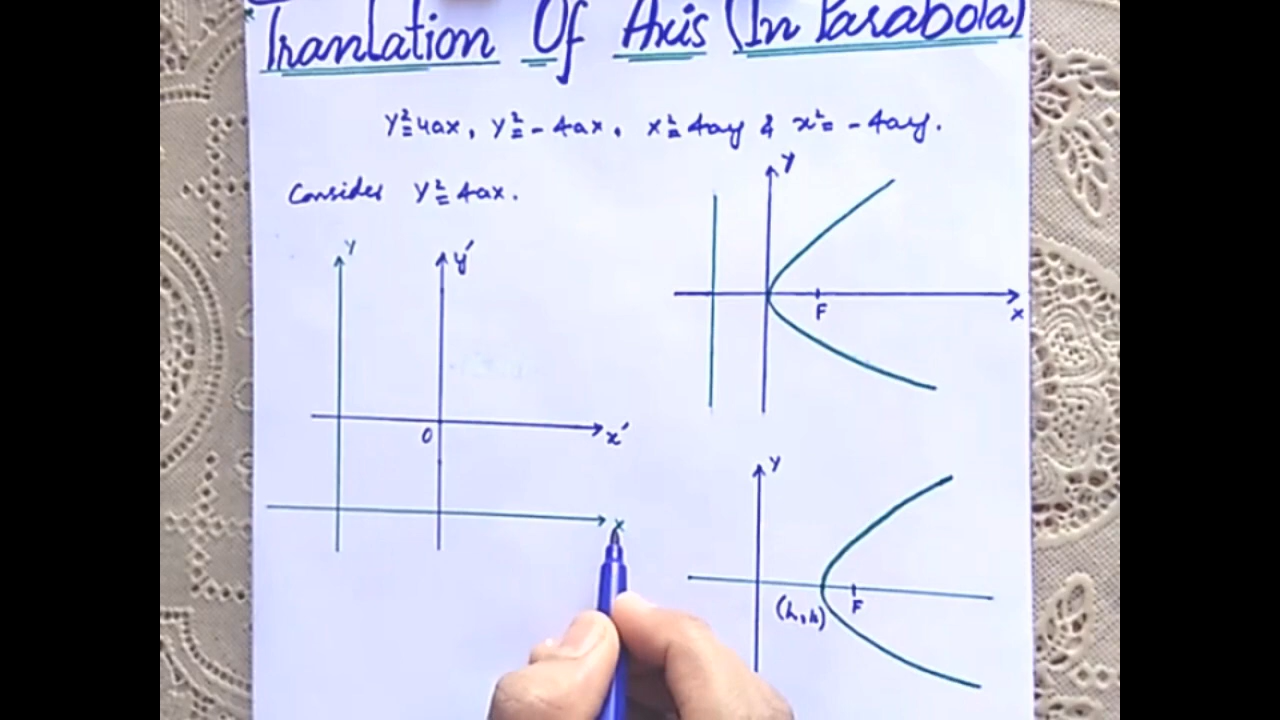 Tranlation Of Axis (In Parabola)
y²=4ax, y²=-4ax, x²=4ay & x²=-4ay.
Consider y²=4ax.
y
y'
O
x'
x
y
F
x
y
(h,k)
F